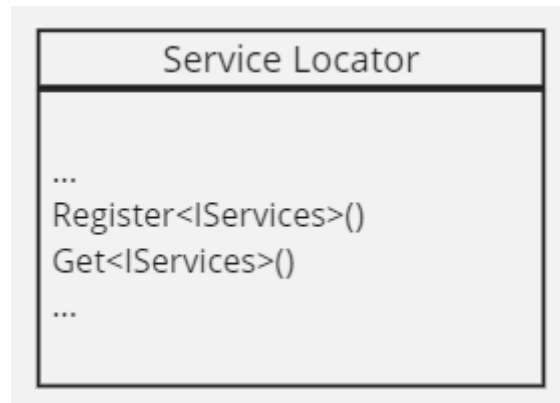 Service Locator
...
Register<IServices>()
Get<IServices>()
...